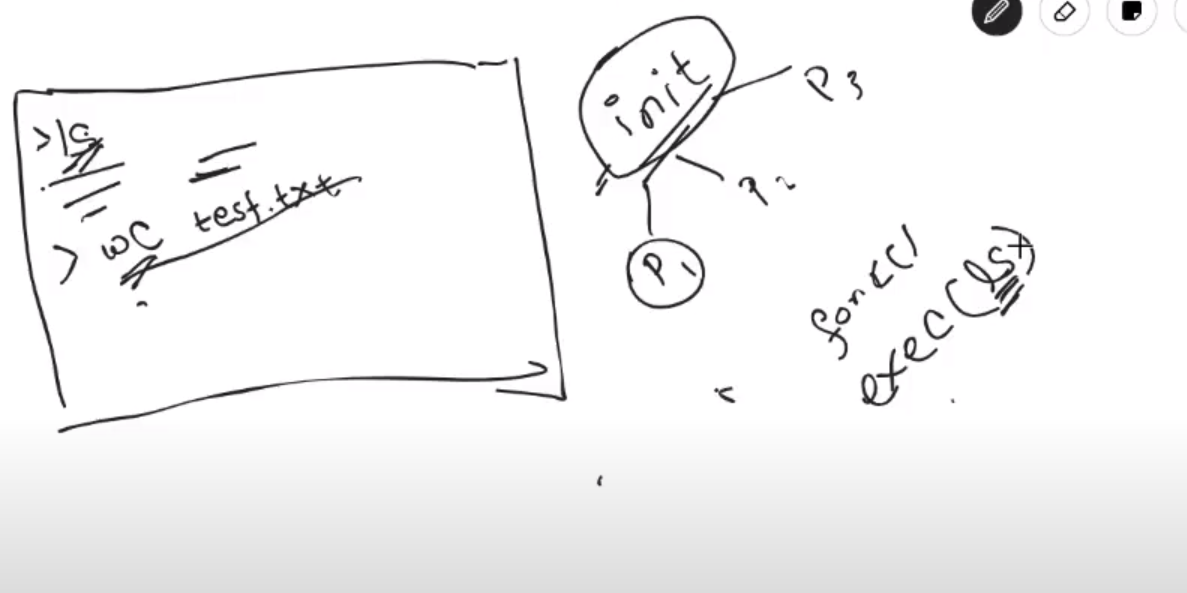 >ls
> wc test.txt
init
P3
P2
P1
fork()
exec(ls)